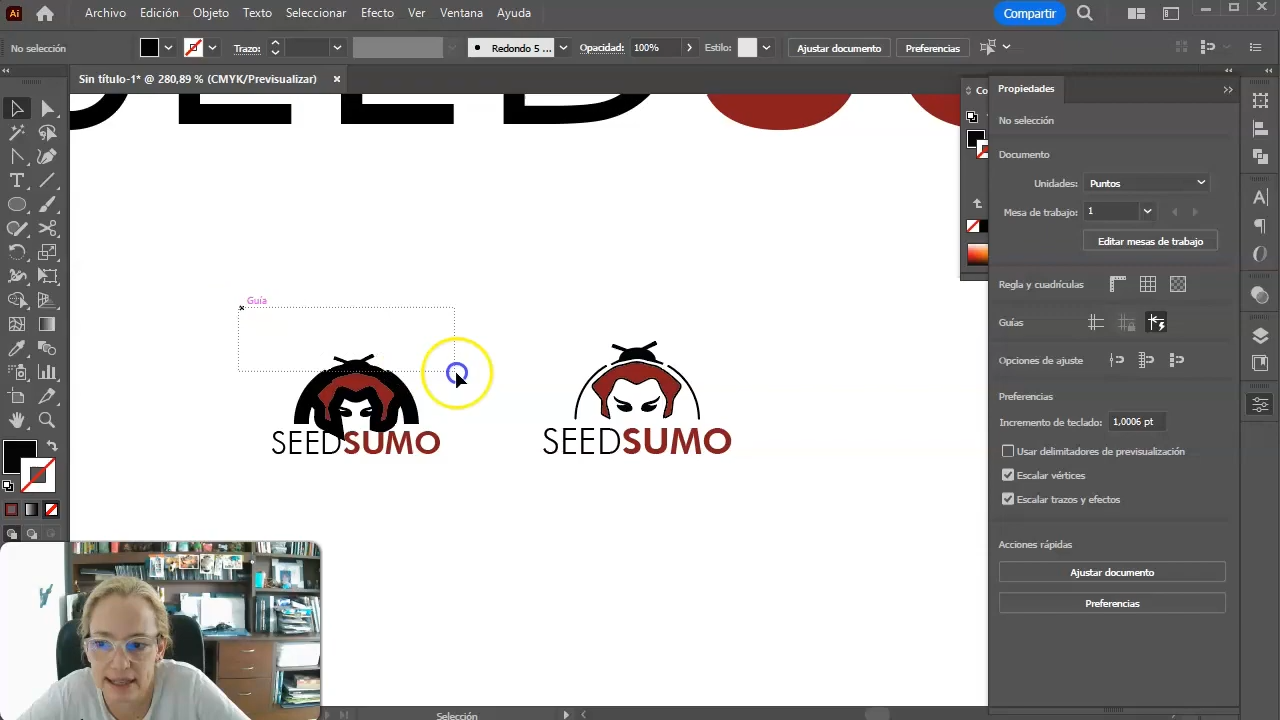 Ai
Archivo Edición Objeto Texto Seleccionar Efecto Ver Ventana Ayuda
Compartir
No selección
Trazo:
Redondo 5 ...
Opacidad: 100%
Estilo:
Ajustar documento
Preferencias
Sin título-1* @ 280,89 % (CMYK/Previsualizar)
SEED
Co
Propiedades
No selección
Documento
Unidades: Puntos
Mesa de trabajo: 1
Editar mesas de trabajo
Regla y cuadrículas
Guías
Opciones de ajuste
Preferencias
Incremento de teclado: 1,0006 pt
Usar delimitadores de previsualización
Escalar vértices
Escalar trazos y efectos
Acciones rápidas
Ajustar documento
Preferencias
Guía
SEEDSUMO
SEEDSUMO
Selección